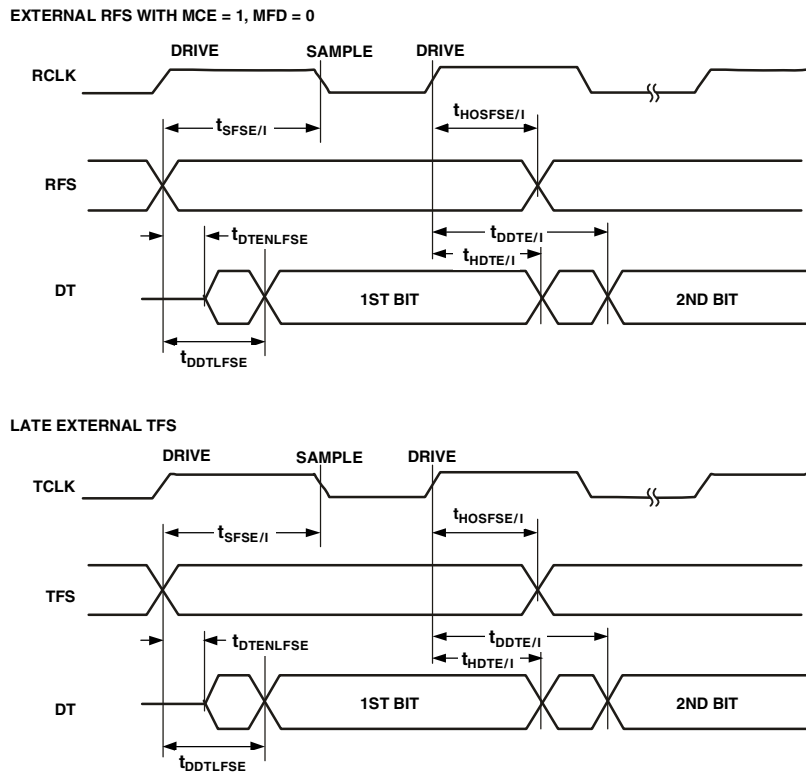 EXTERNAL RFS WITH MCE = 1, MFD = 0
DRIVE SAMPLE DRIVE
RCLK
tSFSE/I tHOSFSE/I
RFS
tDDTE/I
tDTENLFSE
tHDTE/I
DT 1ST BIT 2ND BIT
tDDTLFSE
LATE EXTERNAL TFS
DRIVE SAMPLE DRIVE
TCLK
tHOSFSE/I
tSFSE/I
TFS
tDDTE/I
tDTENLFSE
tHDTE/I
DT 1ST BIT 2ND BIT
tDDTLFSE